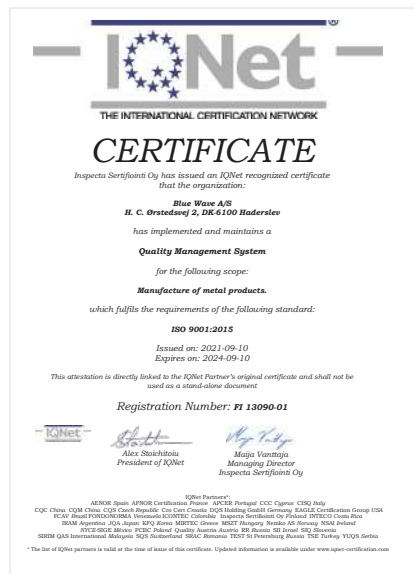 ®
IQNet
THE INTERNATIONAL CERTIFICATION NETWORK
CERTIFICATE
Inspecta Sertifiointi Oy has issued an IQNet recognized certificate
that the organization:
Blue Wave A/S
H. C. Ørstedsvej 2, DK-6100 Haderslev
has implemented and maintains a
Quality Management System
for the following scope:
Manufacture of metal products.
which fulfils the requirements of the following standard:
ISO 9001:2015
Issued on: 2021-09-10
Expires on: 2024-09-10
This attestation is directly linked to the IQNet Partner's original certificate and shall not be
used as a stand-alone document
Registration Number: FI 13090-01
IQNet
Alex Stoichitoiu
President of IQNet
Maija Vanttaja
Managing Director
Inspecta Sertifiointi Oy
IQNet Partners*:
AENOR Spain AFNOR Certification France APCER Portugal CCC Cyprus CISQ Italy
CQC China CQM China CQS Czech Republic Cro Cert Croatia DQS Holding GmbH Germany EAGLE Certification Group USA
FCAV Brazil FONDONORMA Venezuela ICONTEC Colombia Inspecta Sertifiointi Oy Finland INTECO Costa Rica
IRAM Argentina JQA Japan KFQ Korea MIRTEC Greece MSZT Hungary Nemko AS Norway NSAI Ireland
NYCE-SIGE México PCBC Poland Quality Austria Austria RR Russia SII Israel SIQ Slovenia
SIRIM QAS International Malaysia SQS Switzerland SRAC Romania TEST St Petersburg Russia TSE Turkey YUQS Serbia
* The list of IQNet partners is valid at the time of issue of this certificate. Updated information is available under www.iqnet-certification.com